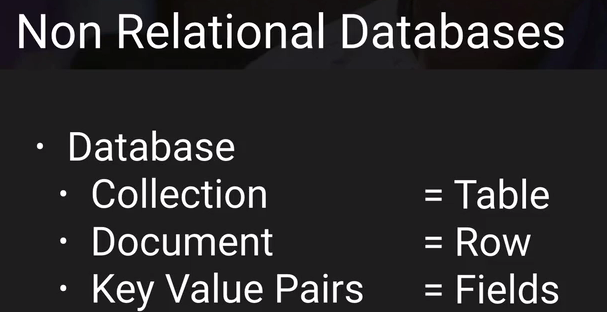 Non Relational Databases
• Database
• Collection = Table
• Document = Row
• Key Value Pairs = Fields